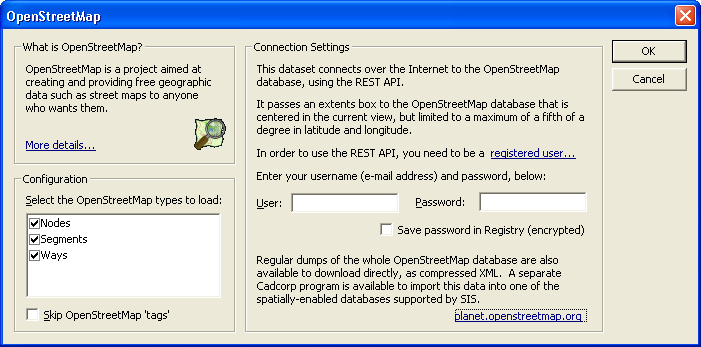 OpenStreetMap
What is OpenStreetMap?
OpenStreetMap is a project aimed at
creating and providing free geographic
data such as street maps to anyone
who wants them.
More details...
Configuration
Select the OpenStreetMap types to load:
Nodes
Segments
Ways
Skip OpenStreetMap 'tags'
Connection Settings
This dataset connects over the Internet to the OpenStreetMap
database, using the REST API.
It passes an extents box to the OpenStreetMap database that is
centered in the current view, but limited to a maximum of a fifth of a
degree in latitude and longitude.
In order to use the REST API, you need to be a registered user...
Enter your username (e-mail address) and password, below:
User: Password:
Save password in Registry (encrypted)
Regular dumps of the whole OpenStreetMap database are also
available to download directly, as compressed XML. A separate
Cadcorp program is available to import this data into one of the
spatially-enabled databases supported by SIS.
planet.openstreetmap.org
OK
Cancel